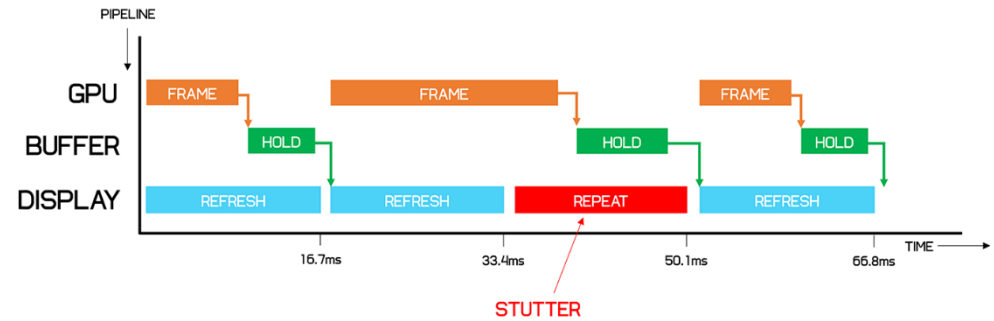 PIPELINE
GPU
FRAME
FRAME
FRAME
BUFFER
HOLD
HOLD
HOLD
DISPLAY
REFRESH
REFRESH
REPEAT
REFRESH
TIME
16.7ms
33.4ms
50.1ms
66.8ms
STUTTER